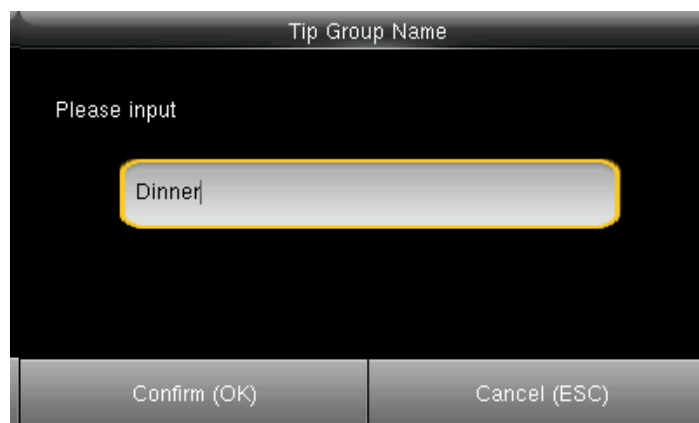 Tip Group Name
Please input
Dinner
Confirm (OK)
Cancel (ESC)